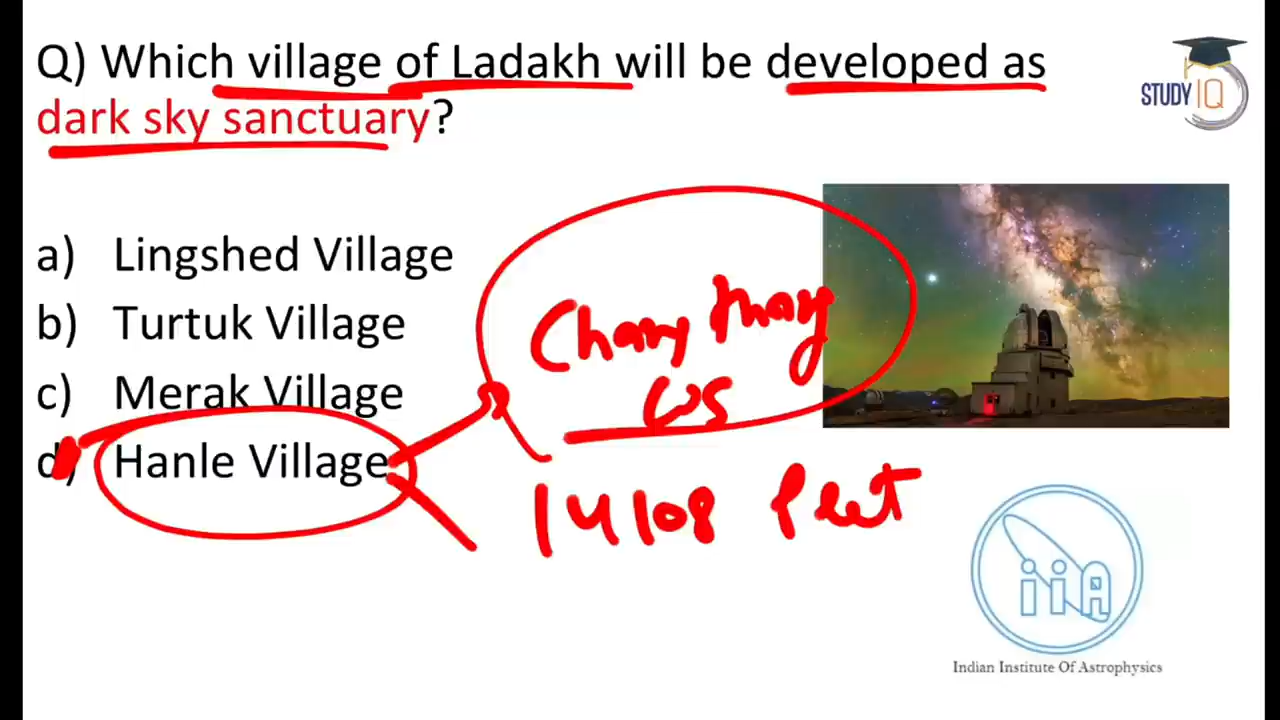 Q) Which village of Ladakh will be developed as
dark sky sanctuary?
STUDY IQ
a) Lingshed Village
b) Turtuk Village
c) Merak Village
d) Hanle Village
Chang thang
WS
14108 feet
iiA
Indian Institute Of Astrophysics